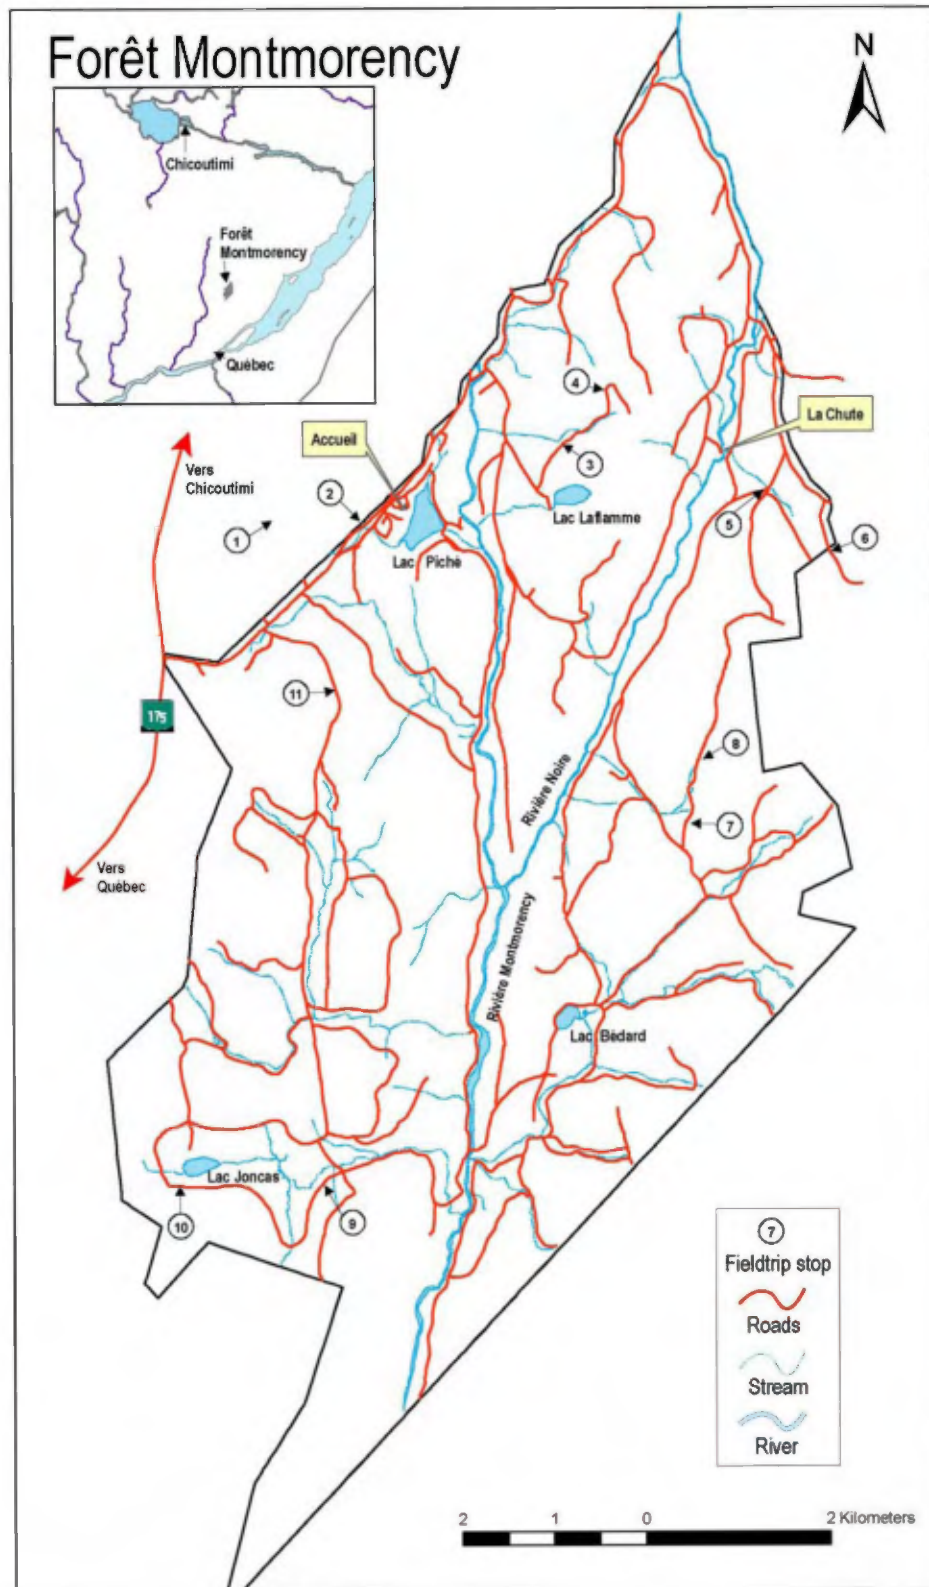 Forêt Montmorency
N
Chicoutimi
Forêt
Montmorency
Québec
Vers
Chicoutimi
Accueil
La Chute
4
3
2
1
5
6
Lac Laflamme
Lac Piché
11
175
8
7
Rivière Noire
Vers
Québec
Rivière Montmorency
Lac Bédard
Lac Joncas
10
9
7
Fieldtrip stop
Roads
Stream
River
2 1 0 2 Kilometers